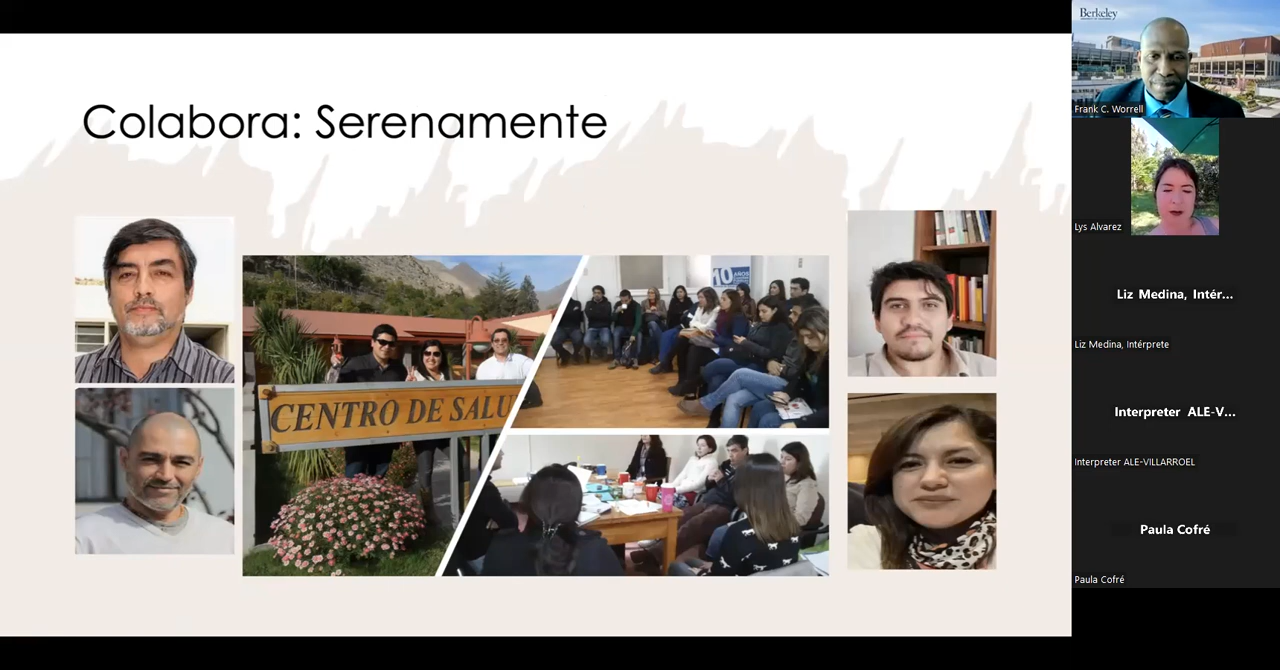 Colabora: Serenamente
CENTRO DE SALU
10
AÑOS
Berkeley
Frank C. Worrell
Lys Alvarez
Liz Medina, Intér...
Liz Medina, Intérprete
Interpreter ALE-V...
Interpreter ALE-VILLARROEL
Paula Cofré
Paula Cofré